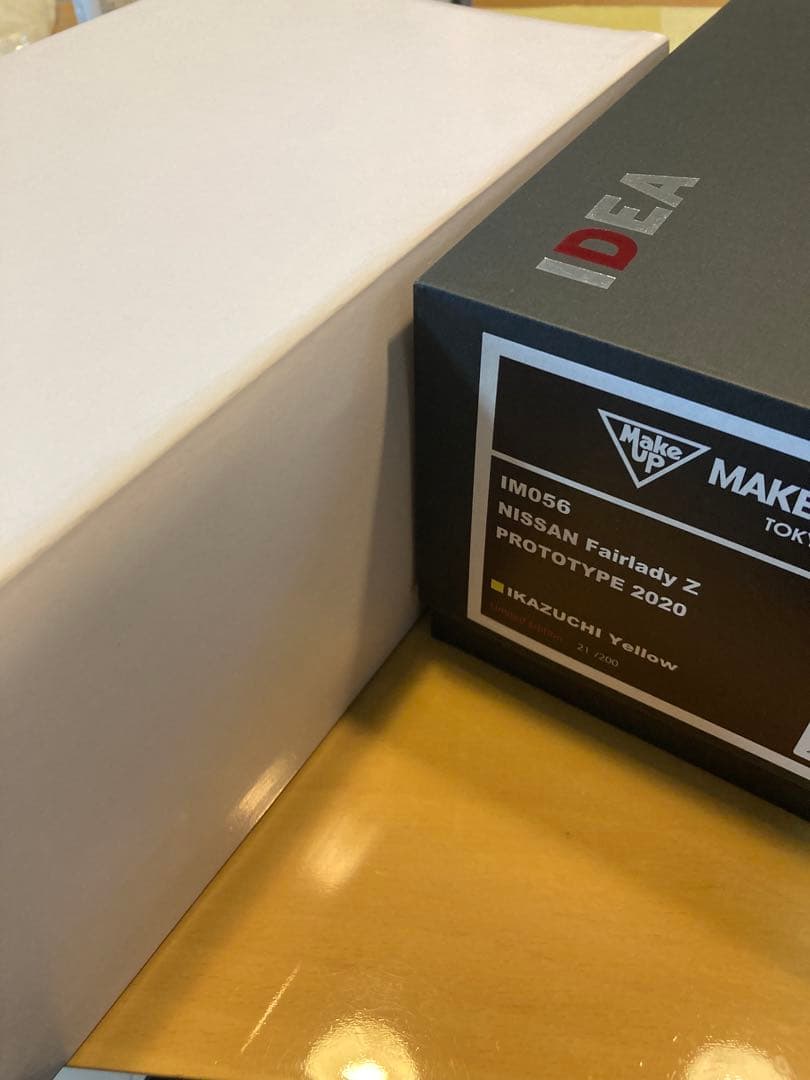 IDEA
Make
UP
MAKE
TOKY
IM056
NISSAN Fairlady Z
PROTOTYPE 2020
IKAZUCHI Yellow
Limited Edition 21 /200